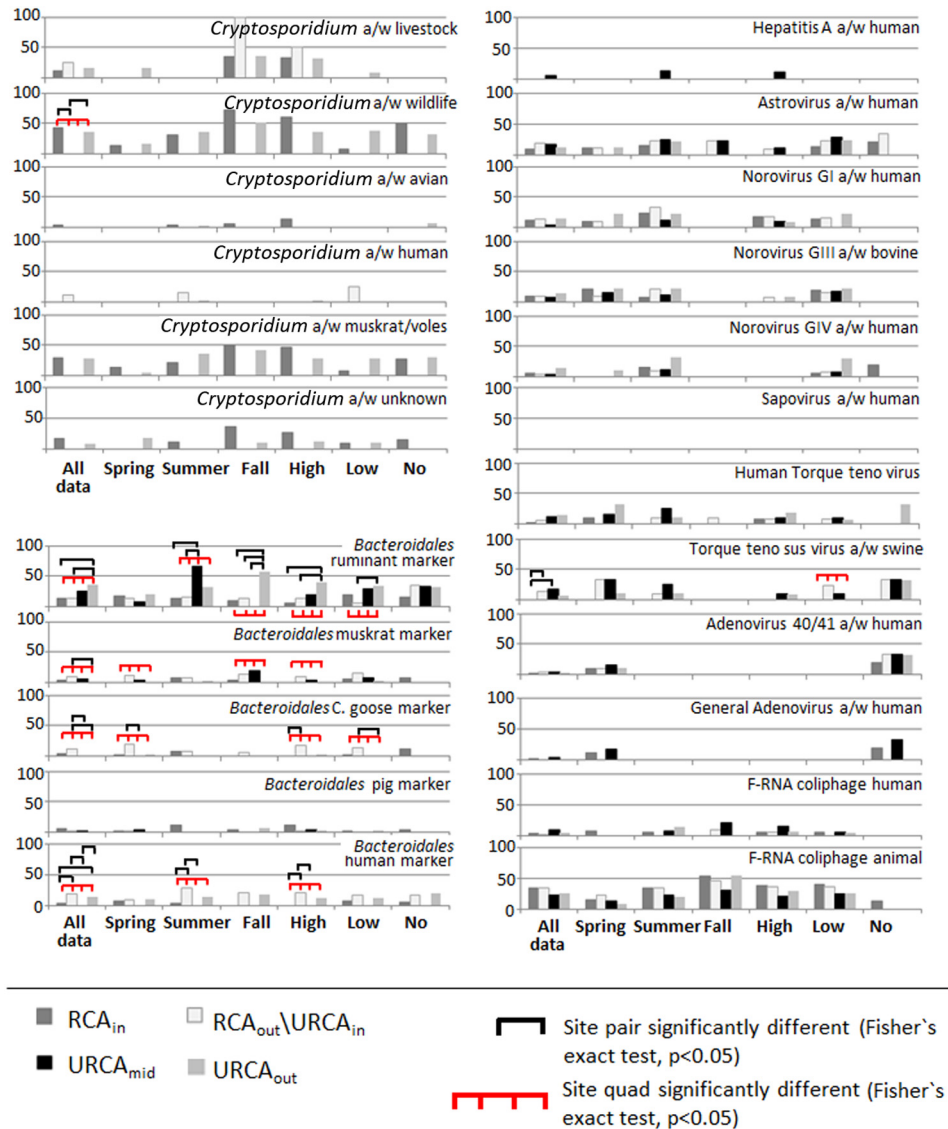 100
50
Cryptosporidium a/w livestock
100
50
Cryptosporidium a/w wildlife
100
50
Cryptosporidium a/w avian
100
50
Cryptosporidium a/w human
100
50
Cryptosporidium a/w muskrat/voles
100
50
Cryptosporidium a/w unknown
All data
Spring
Summer
Fall
High
Low
No
100
50
Bacteroidales
ruminant marker
100
50
Bacteroidales muskrat marker
100
50
Bacteroidales C. goose marker
100
50
Bacteroidales pig marker
100
50
0
Bacteroidales
human marker
All data
Spring
Summer
Fall
High
Low
No
100
50
Hepatitis A a/w human
100
50
Astrovirus a/w human
100
50
Norovirus GI a/w human
100
50
Norovirus GIII a/w bovine
100
50
Norovirus GIV a/w human
100
50
Sapovirus a/w human
100
50
Human Torque teno virus
100
50
Torque teno sus virus a/w swine
100
50
Adenovirus 40/41 a/w human
100
50
General Adenovirus a/w human
100
50
F-RNA coliphage human
100
50
0
F-RNA coliphage animal
All data
Spring
Summer
Fall
High
Low
No
RCAin
RCAout\URCAin
URCAmid
URCAout
Site pair significantly different (Fisher`s
exact test, p<0.05)
Site quad significantly different (Fisher`s
exact test, p<0.05)